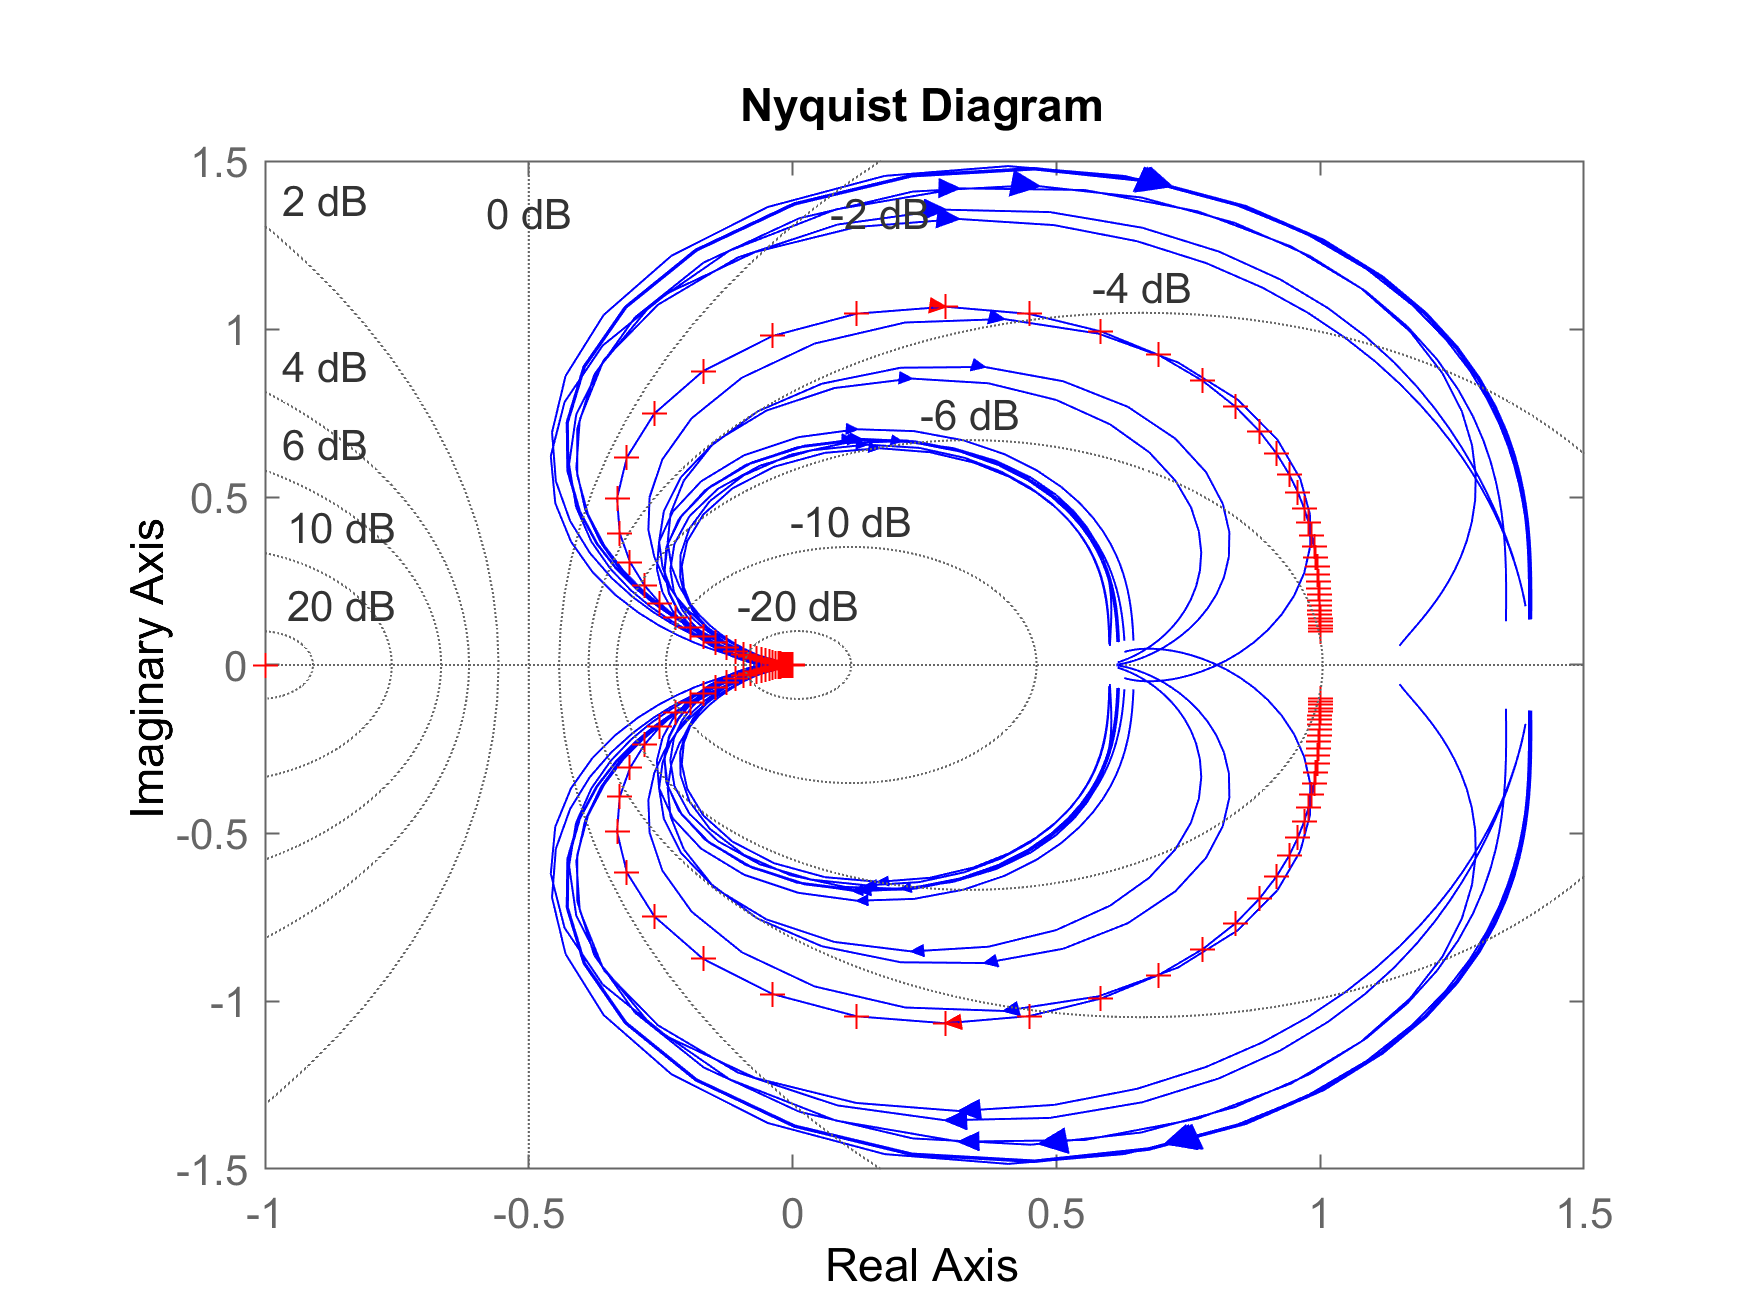 Nyquist Diagram
1.5
2 dB
0 dB
-2 dB
-4 dB
1
4 dB
-6 dB
6 dB
0.5
10 dB
-10 dB
20 dB
-20 dB
0
-0.5
-1
-1.5
Imaginary Axis
-1
-0.5
0
0.5
1
1.5
Real Axis